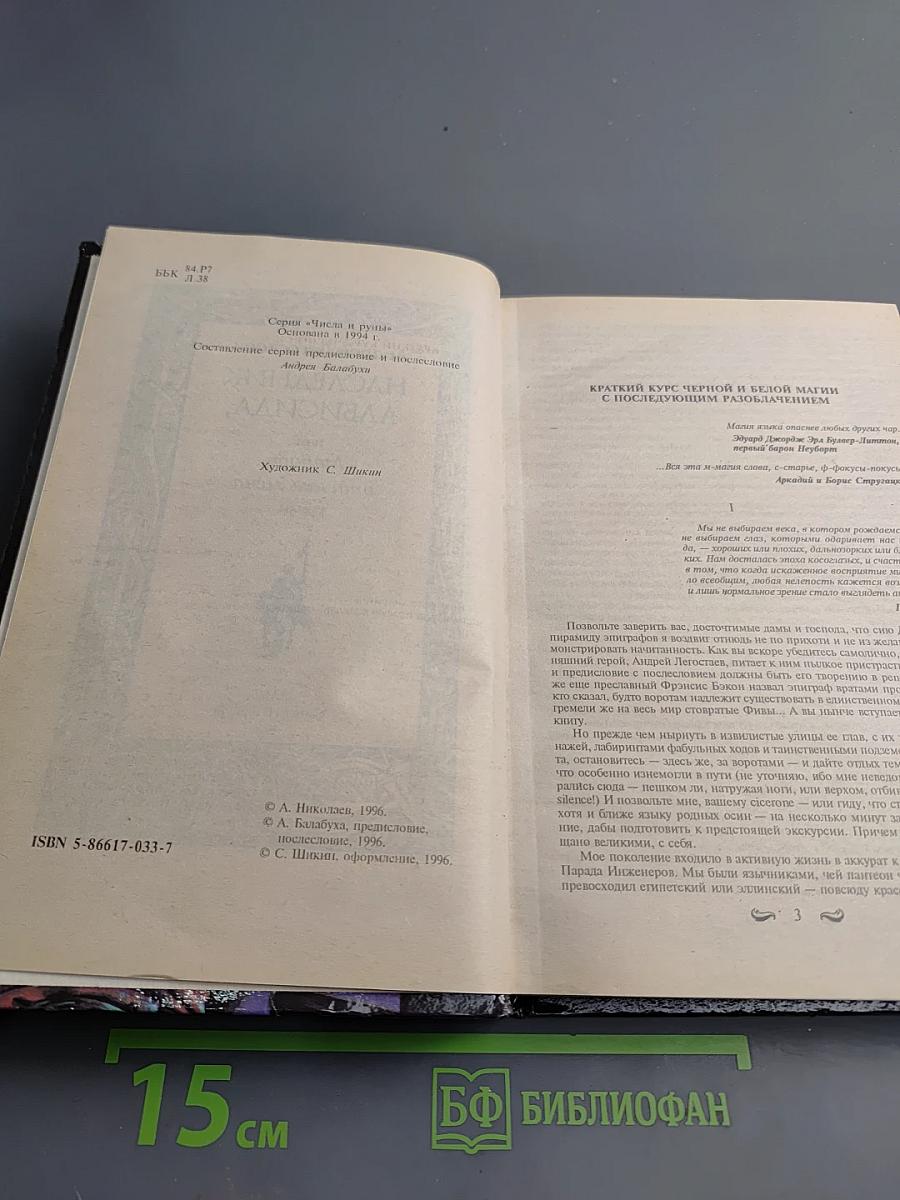 ББК 84.Р7
Л 38
Серия «Числа и руны»
Основана в 1994 г.
Составление серии предисловие и послесловие
Андрея Балабухи
Художник С. Шикин
© А. Николаев, 1996.
© А. Балабуха, предисловие,
послесловие, 1996.
© С. Шикин, оформление, 1996.
ISBN 5-86617-033-7
КРАТКИЙ КУРС ЧЕРНОЙ И БЕЛОЙ МАГИИ
С ПОСЛЕДУЮЩИМ РАЗОБЛАЧЕНИЕМ
Магия языка опаснее любых других чар.
Эдуард Джордж Эрл Булвер-Литтон,
первый барон Неуборт
...Вся эта м-магия слова, с-старье, ф-фокусы-покусы
Аркадий и Борис Стругацк
I
Мы не выбираем века, в котором рождаемс
не выбираем глаз, которыми одаривает нас
да, — хороших или плохих, дальнозорких или б
ких. Нам досталась эпоха косоглазых, и счаст
в том, что когда искаженное восприятие ми
ло всеобщим, любая нелепость кажется воз
и лишь нормальное зрение стало выглядеть а
Позвольте заверить вас, досточтимые дамы и господа, что сию
пирамиду эпиграфов я воздвиг отнюдь не по прихоти и не из жела
монстрировать начитанность. Как вы вскоре убедитесь самолично,
няшний герой, Андрей Легостаев, питает к ним пылкое пристраст
и предисловие с послесловием должны быть его творению в реп
же еще преславный Фрэнсис Бэкон назвал эпиграф вратами про
кто сказал, будто воротам надлежит существовать в единственном
гремели же на весь мир стовратые Фивы... А вы нынче вступает
книгу.
Но прежде чем нырнуть в извилистые улицы ее глав, с их
нажей, лабиринтами фабульных ходов и таинственными подзем
та, остановитесь — здесь же, за воротами — и дайте отдых тем
что особенно изнемогли в пути (не уточняю, ибо мне неведо
рались сюда — пешком ли, натружая ноги, или верхом, отби
silence!) И позвольте мне, вашему cicerone — или гиду, что ст
хотя и ближе языку родных осин — на несколько минут за
ние, дабы подготовить к предстоящей экскурсии. Причем
щано великими, с себя.
Мое поколение входило в активную жизнь в аккурат к
Парада Инженеров. Мы были язычниками, чей пантеон ч
превосходил египетский или эллинский — повсюду крас
3
15 см
БФ БИБЛИОФАН